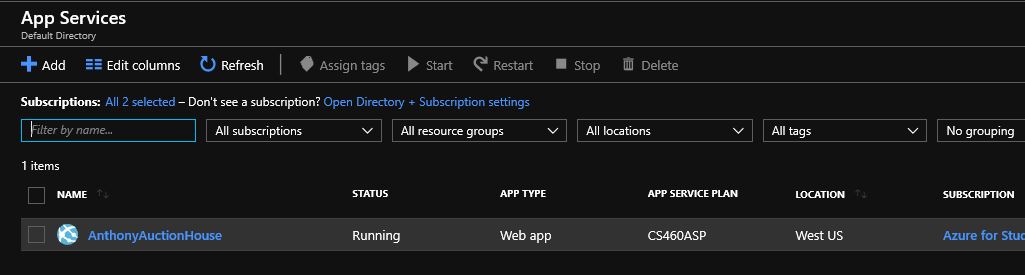 App Services
Default Directory
Add Edit columns Refresh Assign tags Start Restart Stop Delete
Subscriptions: All 2 selected – Don't see a subscription? Open Directory + Subscription settings
Filter by name... All subscriptions All resource groups All locations All tags No grouping
1 items
NAME STATUS APP TYPE APP SERVICE PLAN LOCATION SUBSCRIPTION
AnthonyAuctionHouse Running Web app CS460ASP West US Azure for Stud